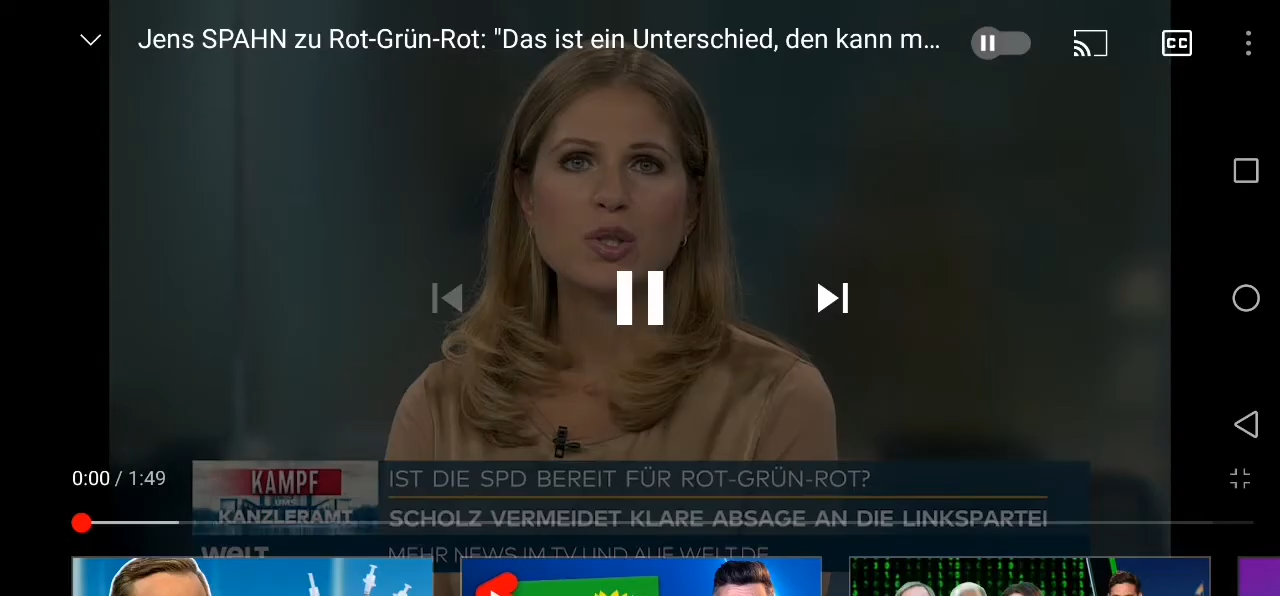 Jens SPAHN zu Rot-Grün-Rot: "Das ist ein Unterschied, den kann m...
CC
0:00 / 1:49
KAMPF
UMS
KANZLERAMT
IST DIE SPD BEREIT FÜR ROT-GRÜN-ROT?
SCHOLZ VERMEIDET KLARE ABSAGE AN DIE LINKSPARTEI
welt
MEHR NEWS IM TV UND AUF WELT.DE